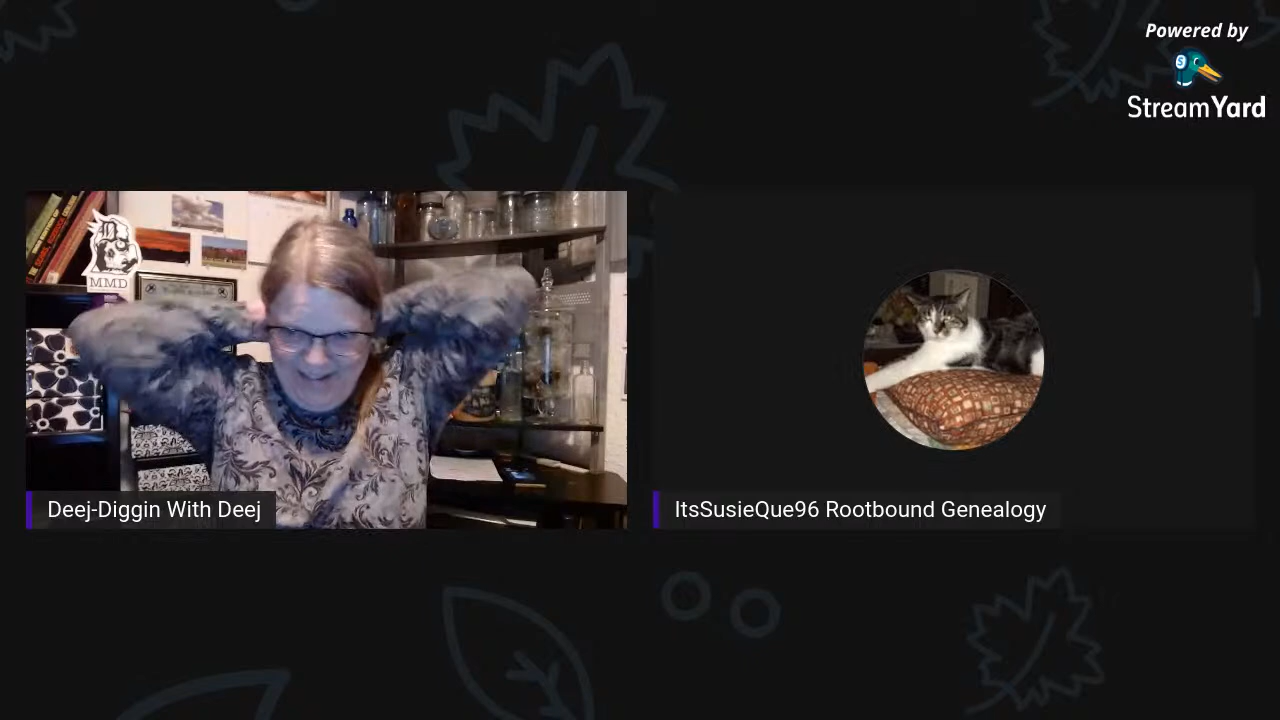 Powered by
StreamYard
MMD
Deej-Diggin With Deej
ItsSusieQue96 Rootbound Genealogy